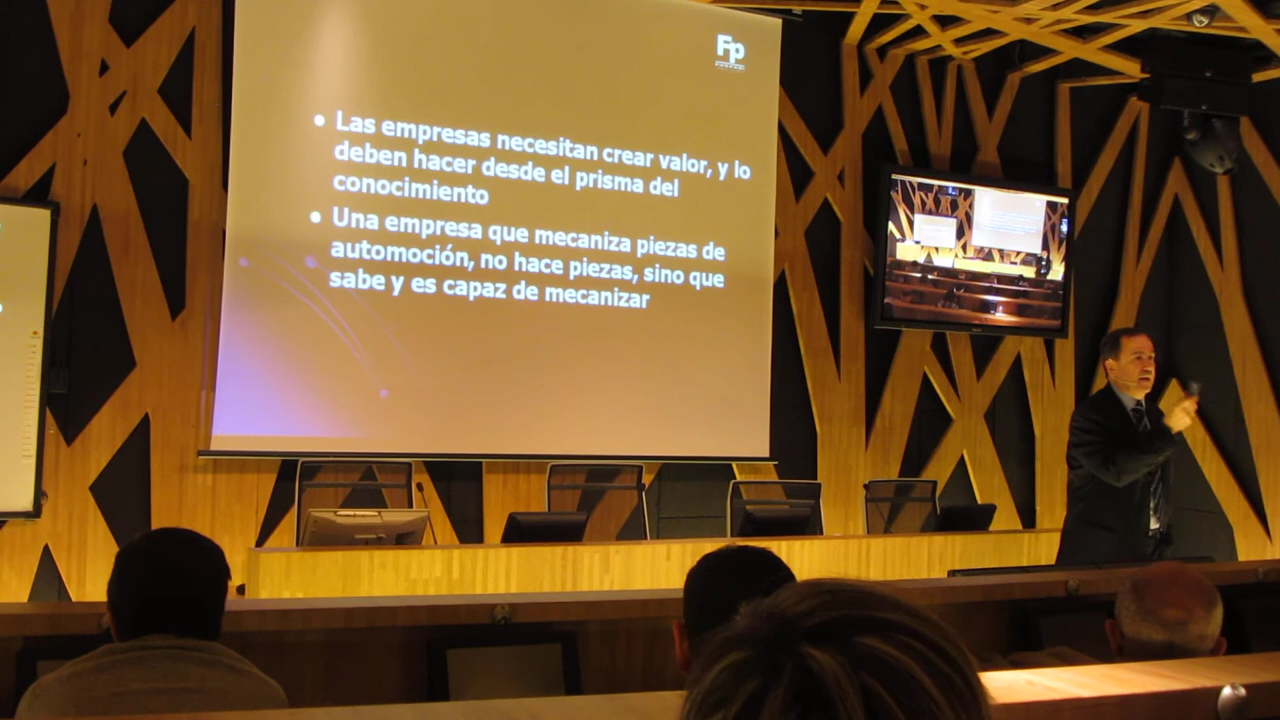 Fp
• Las empresas necesitan crear valor, y lo
deben hacer desde el prisma del
conocimiento
• Una empresa que mecaniza piezas de
automoción, no hace piezas, sino que
sabe y es capaz de mecanizar